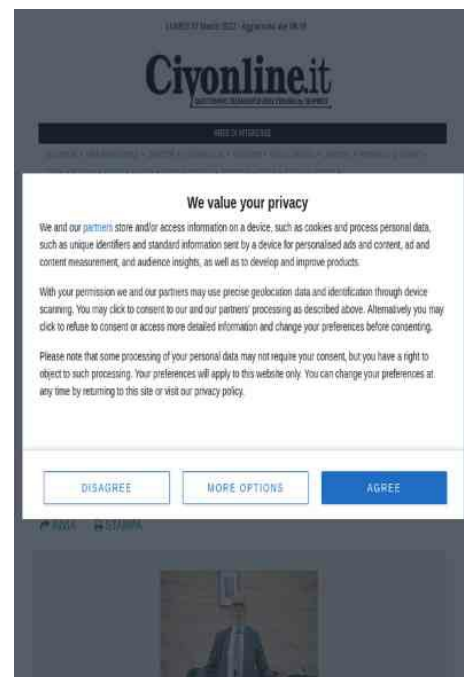 Civonline.it
AREE DI INTERESSE
We value your privacy
We and our partners store and/or access information on a device, such as cookies and process personal data,
such as unique identifiers and standard information sent by a device for personalised ads and content, ad and
content measurement, and audience insights, as well as to develop and improve products.
With your permission we and our partners may use precise geolocation data and identification through device
scanning. You may click to consent to our and our partners' processing as described above. Alternatively you may
click to refuse to consent or access more detailed information and change your preferences before consenting.
Please note that some processing of your personal data may not require your consent, but you have a right to
object to such processing. Your preferences will apply to this website only. You can change your preferences at
any time by returning to this site or visit our privacy policy.
DISAGREE
MORE OPTIONS
AGREE
INVIA STAMPA